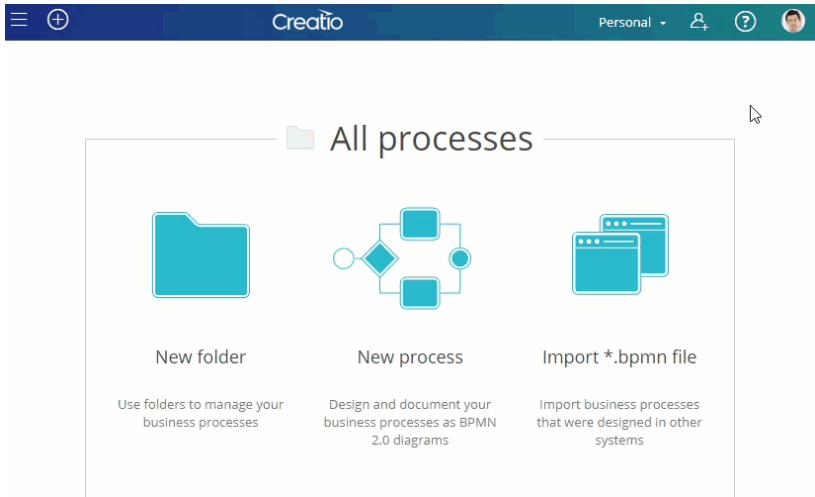 Creatio
Personal
All processes
New folder
Use folders to manage your
business processes
New process
Design and document your
business processes as BPMN
2.0 diagrams
Import *.bpmn file
Import business processes
that were designed in other
systems